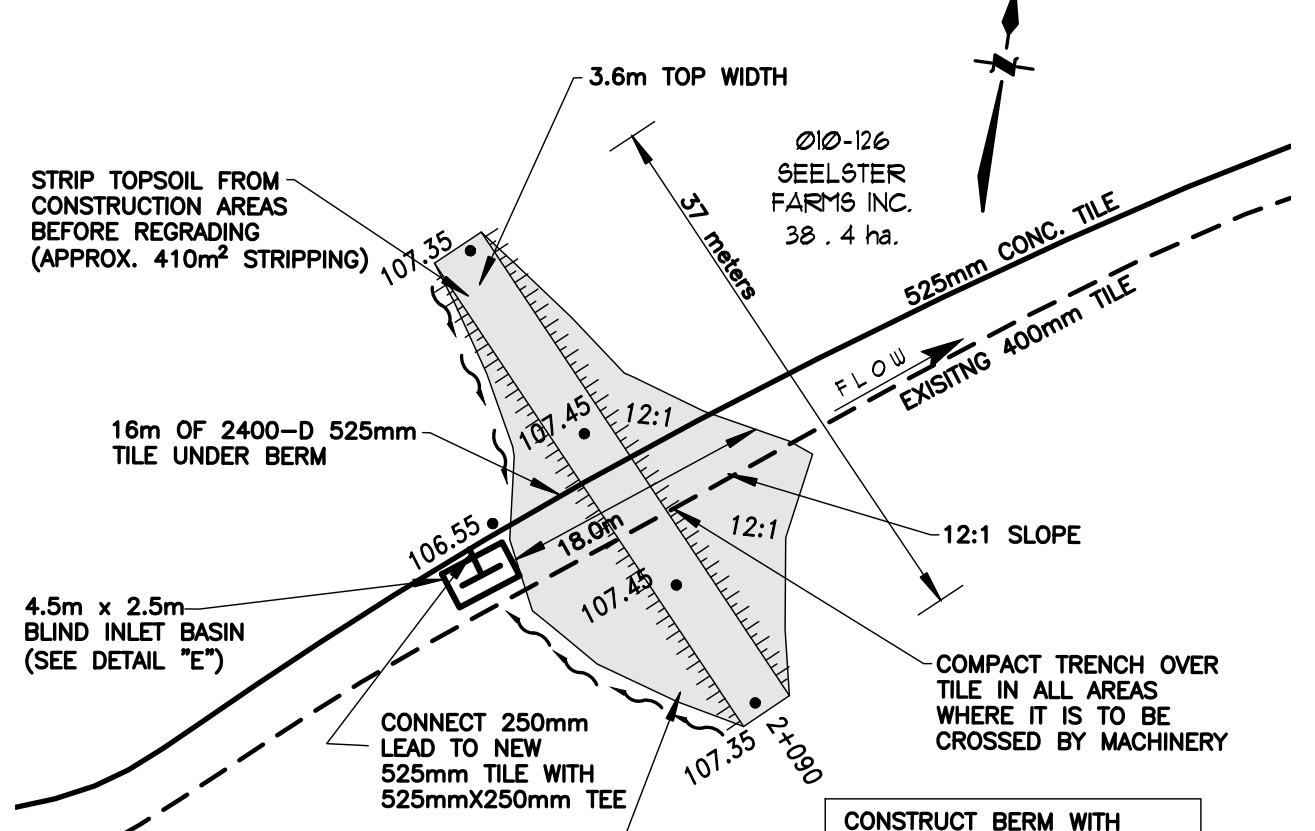 3.6m TOP WIDTH
Ø1Ø-126
SEELSTER
FARMS INC.
38 . 4 ha.
STRIP TOPSOIL FROM
CONSTRUCTION AREAS
BEFORE REGRADING
(APPROX. 410m² STRIPPING)
107.35
37 meters
525mm CONC. TILE
EXISITNG 400mm TILE
FLOW
107.45
12:1
16m OF 2400-D 525mm
TILE UNDER BERM
106.55
18.0m
12:1
12:1 SLOPE
107.45
4.5m x 2.5m
BLIND INLET BASIN
(SEE DETAIL "E")
COMPACT TRENCH OVER
TILE IN ALL AREAS
WHERE IT IS TO BE
CROSSED BY MACHINERY
CONNECT 250mm
LEAD TO NEW
525mm TILE WITH
525mmX250mm TEE
107.35
2+090
CONSTRUCT BERM WITH